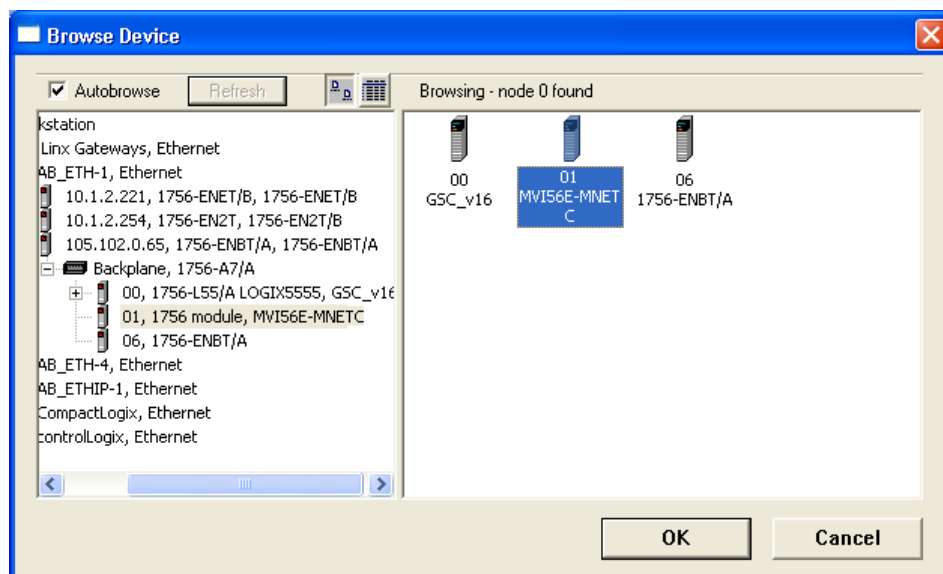 Browse Device
Autobrowse
Refresh
Browsing - node 0 found
kstation
Linx Gateways, Ethernet
AB_ETH-1, Ethernet
10.1.2.221, 1756-ENET/B, 1756-ENET/B
10.1.2.254, 1756-EN2T, 1756-EN2T/B
105.102.0.65, 1756-ENBT/A, 1756-ENBT/A
Backplane, 1756-A7/A
00, 1756-L55/A LOGIX5555, GSC_v16
01, 1756 module, MVI56E-MNETC
06, 1756-ENBT/A
AB_ETH-4, Ethernet
AB_ETHIP-1, Ethernet
CompactLogix, Ethernet
controlLogix, Ethernet
00
GSC_v16
01
MVI56E-MNET
C
06
1756-ENBT/A
OK
Cancel